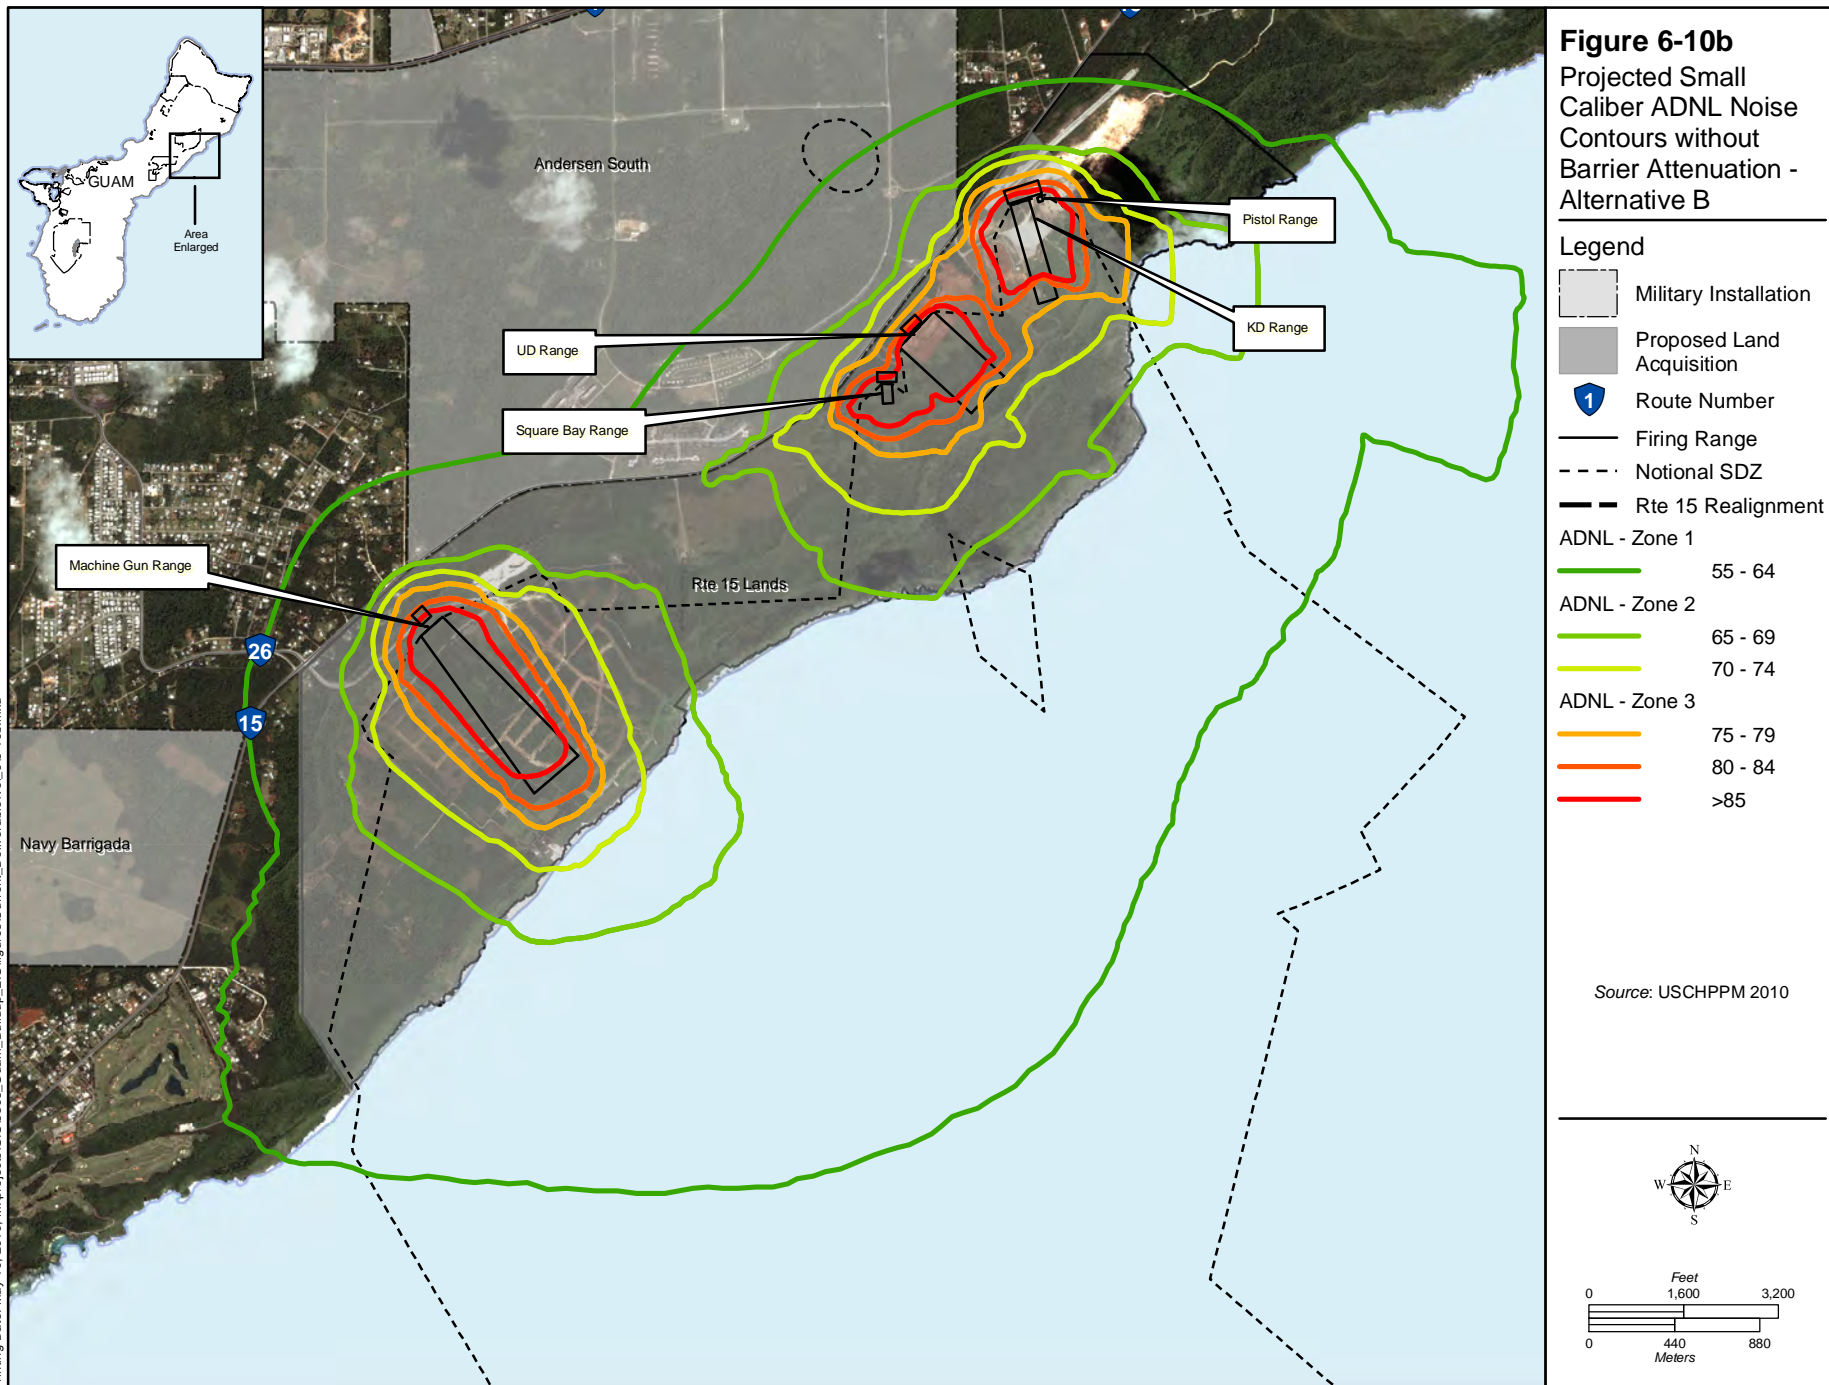 Figure 6-10b
Projected Small
Caliber ADNL Noise
Contours without
Barrier Attenuation -
Alternative B
Legend
Military Installation
Proposed Land
Acquisition
1
Route Number
Firing Range
Notional SDZ
Rte 15 Realignment
ADNL - Zone 1
55 - 64
ADNL - Zone 2
65 - 69
70 - 74
ADNL - Zone 3
75 - 79
80 - 84
>85
Source: USCHPPM 2010
N
W
E
S
Feet
0
1,600
3,200
0
440
880
Meters
GUAM
Area
Enlarged
Andersen South
Pistol Range
KD Range
UD Range
Square Bay Range
Machine Gun Range
Rte 15 Lands
26
15
Navy Barrigada